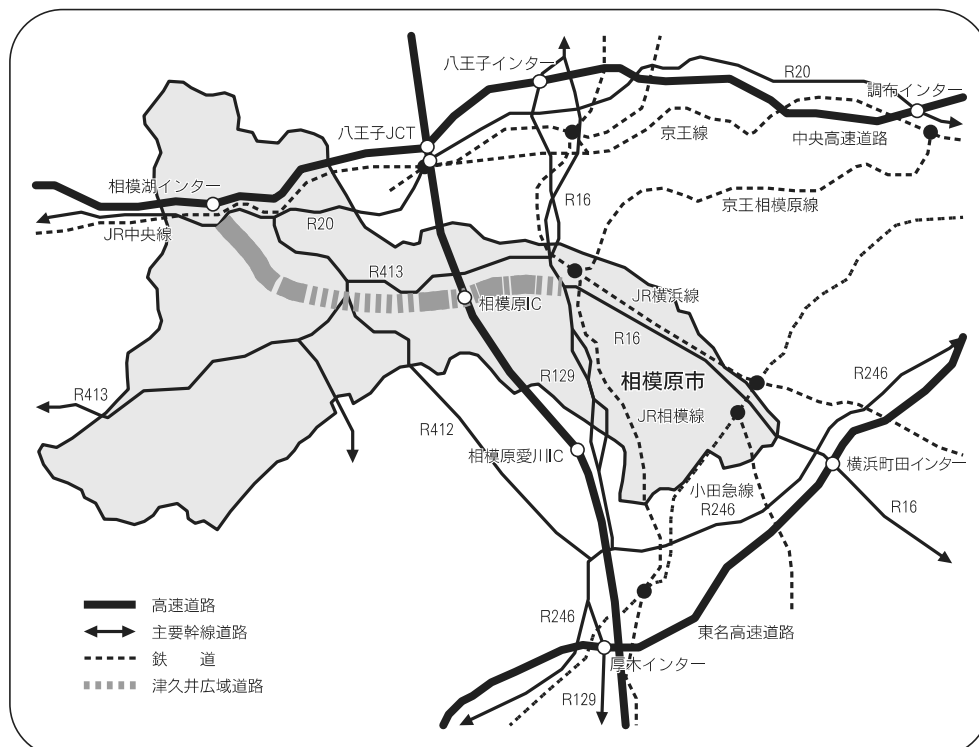 八王子インター
R20
調布インター
八王子JCT
京王線
中央高速道路
相模湖インター
R16
京王相模原線
R20
JR中央線
R413
JR横浜線
相模原IC
R16
R129
相模原市
R246
R413
JR相模線
R412
相模原愛川IC
横浜町田インター
小田急線
R246
R16
高速道路
R246
主要幹線道路
東名高速道路
鉄　道
厚木インター
津久井広域道路
R129